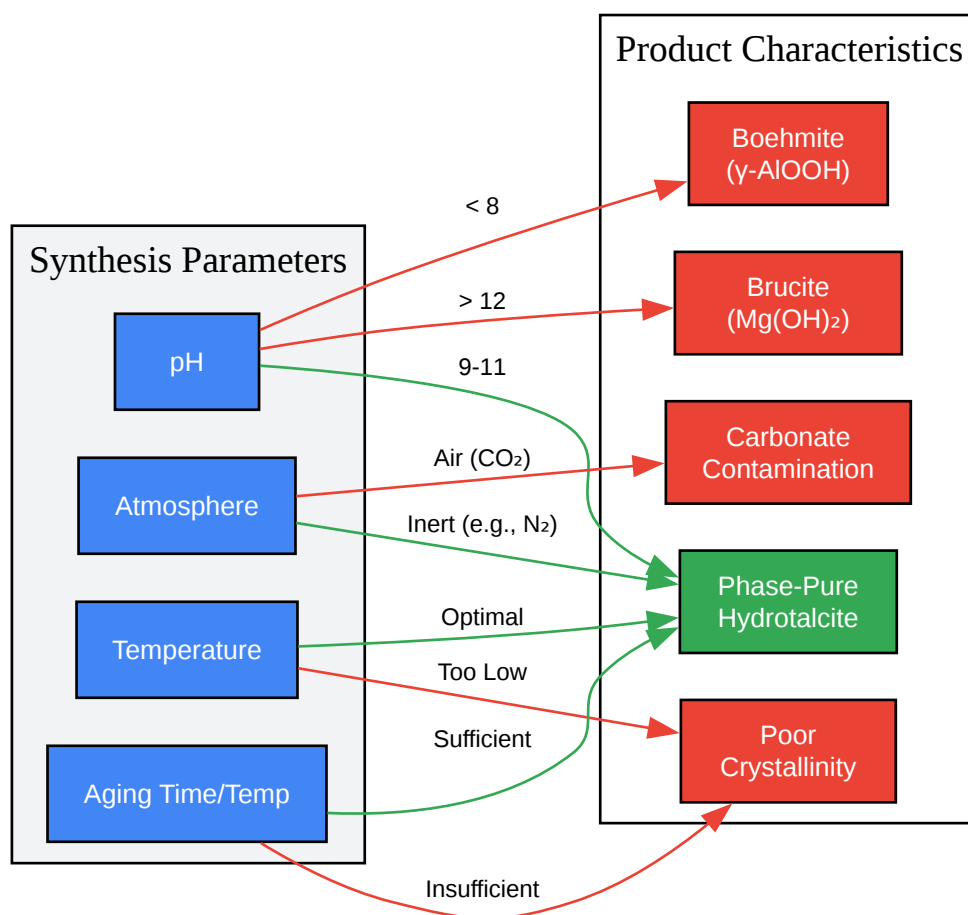 Product Characteristics
Boehmite
(γ-AlOOH)
< 8
Synthesis Parameters
Brucite
(Mg(OH)₂)
> 12
pH
9-11
Carbonate
Contamination
Air (CO₂)
Atmosphere
Inert (e.g., N₂)
Phase-Pure
Hydrotalcite
Optimal
Temperature
Too Low
Sufficient
Poor
Crystallinity
Aging Time/Temp
Insufficient